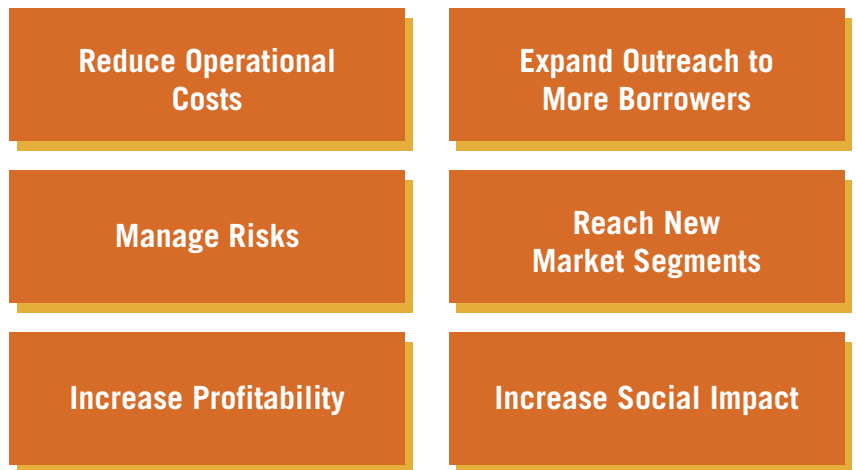 Reduce Operational
Costs
Expand Outreach to
More Borrowers
Manage Risks
Reach New
Market Segments
Increase Profitability
Increase Social Impact